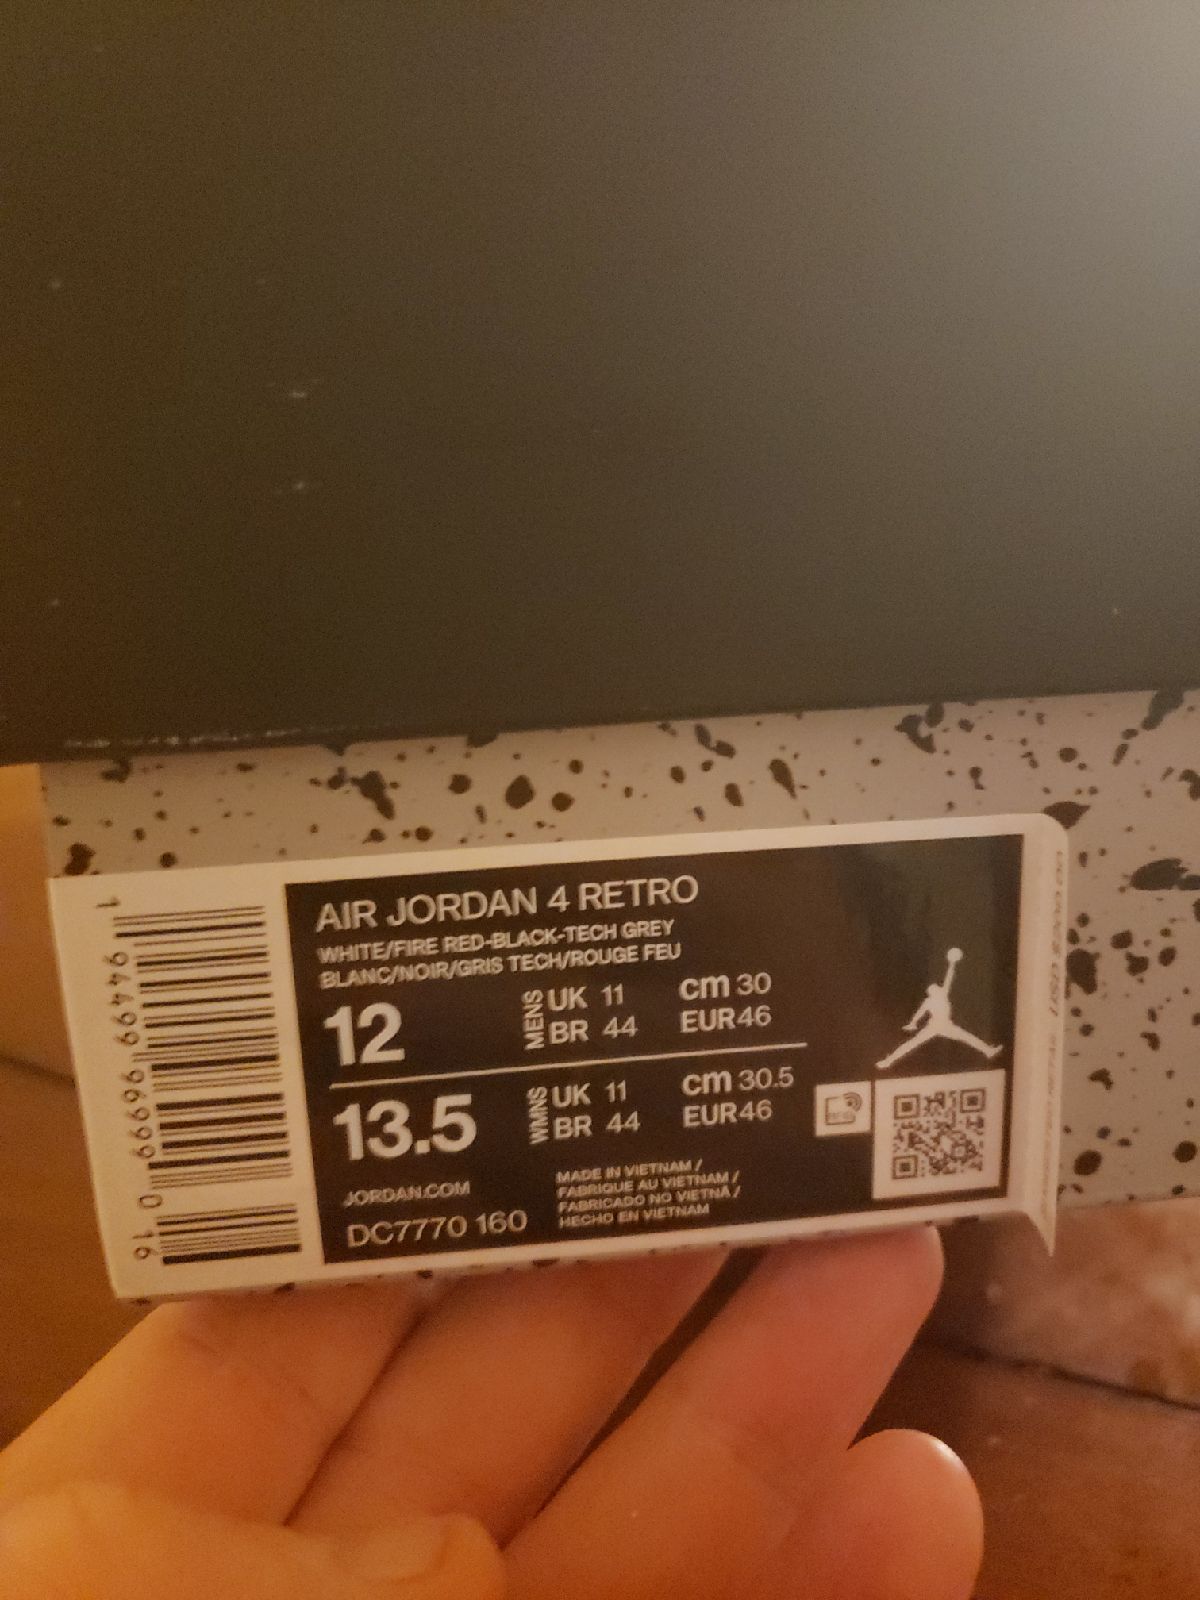 AIR JORDAN 4 RETRO
WHITE/FIRE RED-BLACK-TECH GREY
BLANC/NOIR/GRIS TECH/ROUGE FEU
12 MENS UK 11 cm 30
BR 44 EUR 46
13.5 WMNS UK 11 cm 30.5
BR 44 EUR 46
JORDAN.COM
DC7770 160
MADE IN VIETNAM /
FABRIQUE AU VIETNAM /
FABRICADO NO VIETNÃ /
HECHO EN VIETNAM
1 94499 96699 0 16